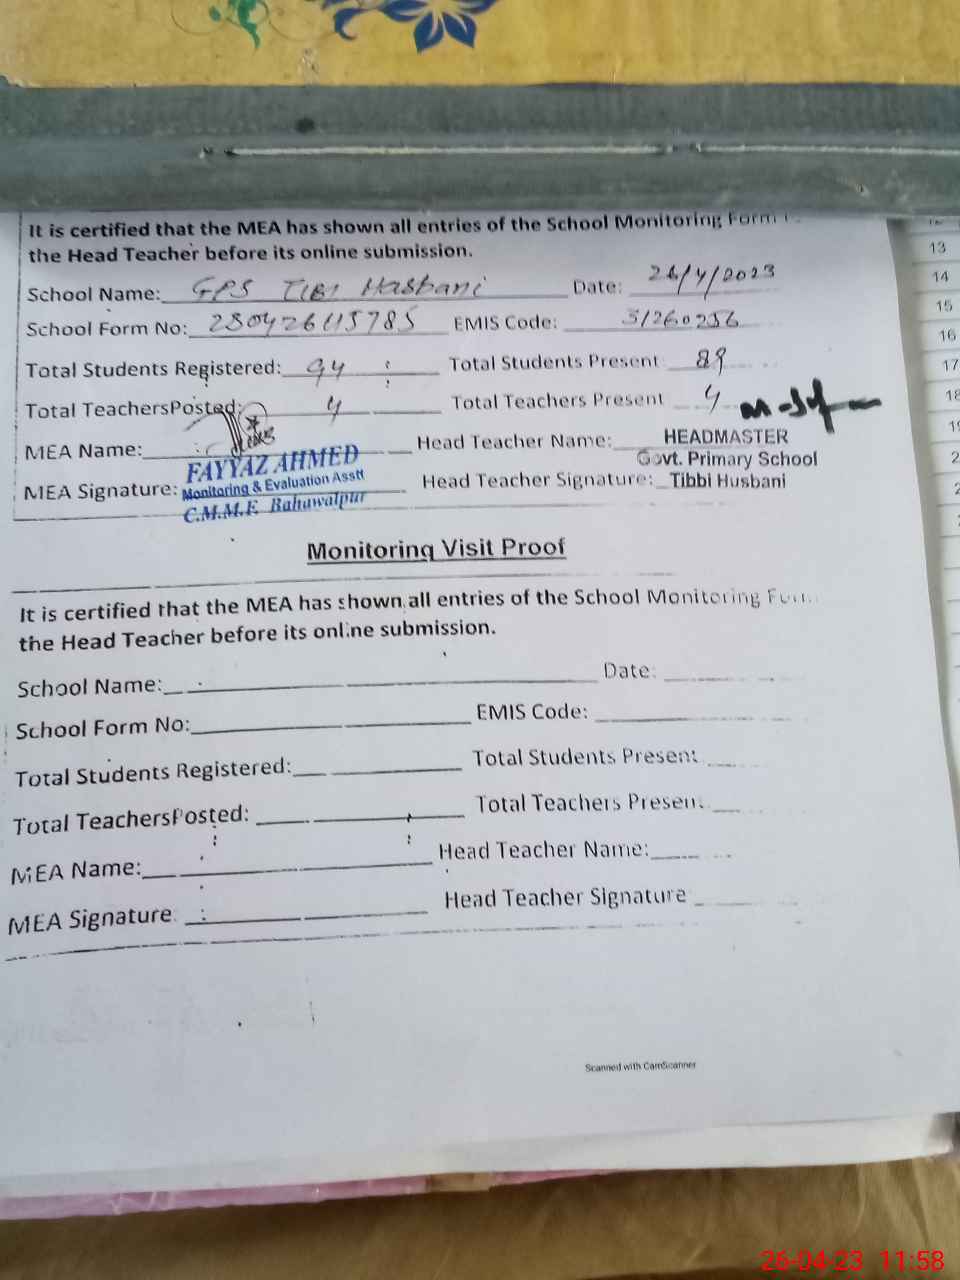 It is certified that the MEA has shown all entries of the School Monitoring Form
the Head Teacher before its online submission.
School Name: GPS Tibi Hasbani Date: 26/4/2023
School Form No: EMIS Code: 31260256
Total Students Registered: 94 Total Students Present 89
Total TeachersPosted: 4 Total Teachers Present 4
MEA Name: Head Teacher Name: HEADMASTER
FAYYAZ AHMED Govt. Primary School
MEA Signature: Monitoring & Evaluation Asstt Head Teacher Signature: Tibbi Husbani
C.M.M.F Bahawalpur
Monitoring Visit Proof
It is certified that the MEA has shown all entries of the School Monitoring
the Head Teacher before its online submission.
School Name: Date:
School Form No: EMIS Code:
Total Students Registered: Total Students Present
Total TeachersPosted: Total Teachers Present
MEA Name: Head Teacher Name:
MEA Signature Head Teacher Signature
Scanned with CamScanner
13
14
15
16
17
26-04-23 11:58